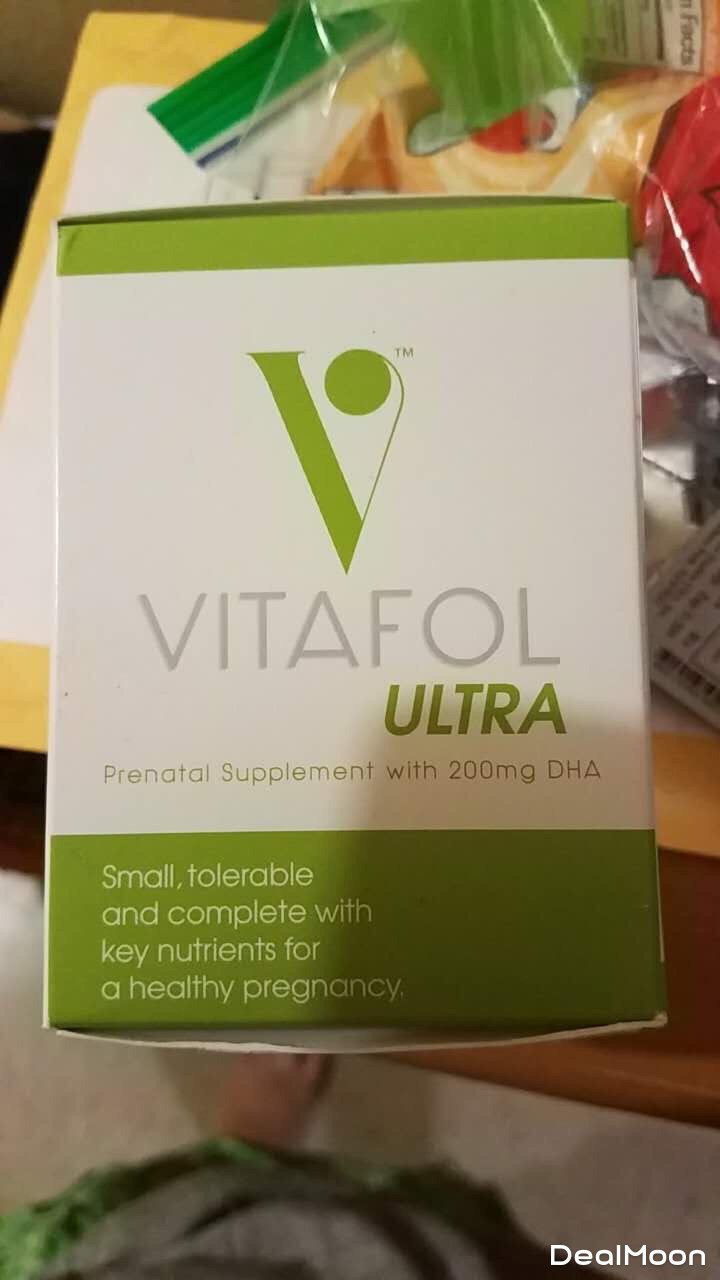 n Facts
V™
VITAFOL
ULTRA
Prenatal Supplement with 200mg DHA
Small, tolerable
and complete with
key nutrients for
a healthy pregnancy.
DealMoon